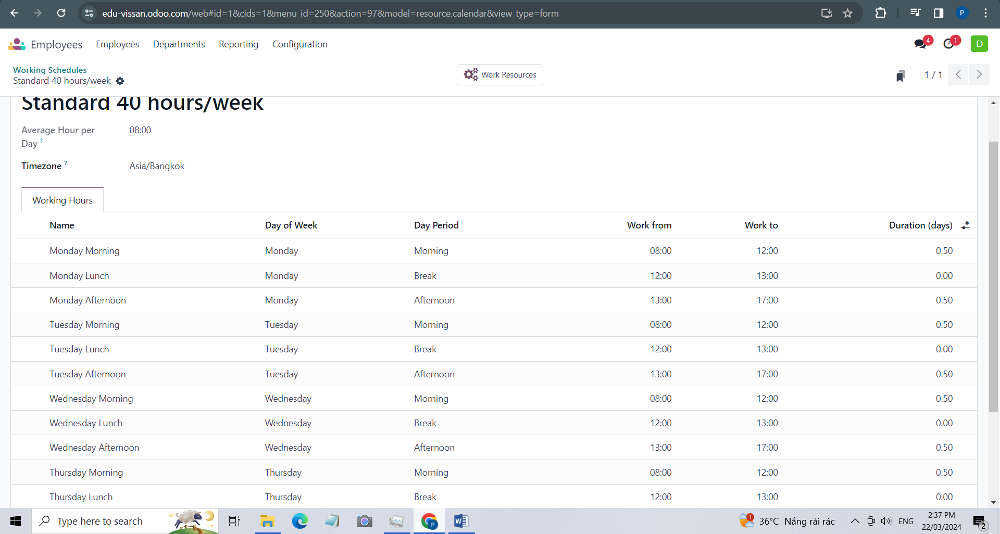 edu-vissan.odoo.com/web#id=1&cids=1&menu_id=250&action=97&model=resource.calendar&view_type=form
P
Employees Employees Departments Reporting Configuration 4 1 D
Working Schedules
Standard 40 hours/week
Work Resources
1 / 1
Standard 40 hours/week
Average Hour per Day ? 08:00
Timezone ? Asia/Bangkok
Working Hours
Name Day of Week Day Period Work from Work to Duration (days)
Monday Morning Monday Morning 08:00 12:00 0.50
Monday Lunch Monday Break 12:00 13:00 0.00
Monday Afternoon Monday Afternoon 13:00 17:00 0.50
Tuesday Morning Tuesday Morning 08:00 12:00 0.50
Tuesday Lunch Tuesday Break 12:00 13:00 0.00
Tuesday Afternoon Tuesday Afternoon 13:00 17:00 0.50
Wednesday Morning Wednesday Morning 08:00 12:00 0.50
Wednesday Lunch Wednesday Break 12:00 13:00 0.00
Wednesday Afternoon Wednesday Afternoon 13:00 17:00 0.50
Thursday Morning Thursday Morning 08:00 12:00 0.50
Thursday Lunch Thursday Break 12:00 13:00 0.00
Type here to search
P
W
1
36°C Nắng rải rác
ENG
2:37 PM
22/03/2024
2